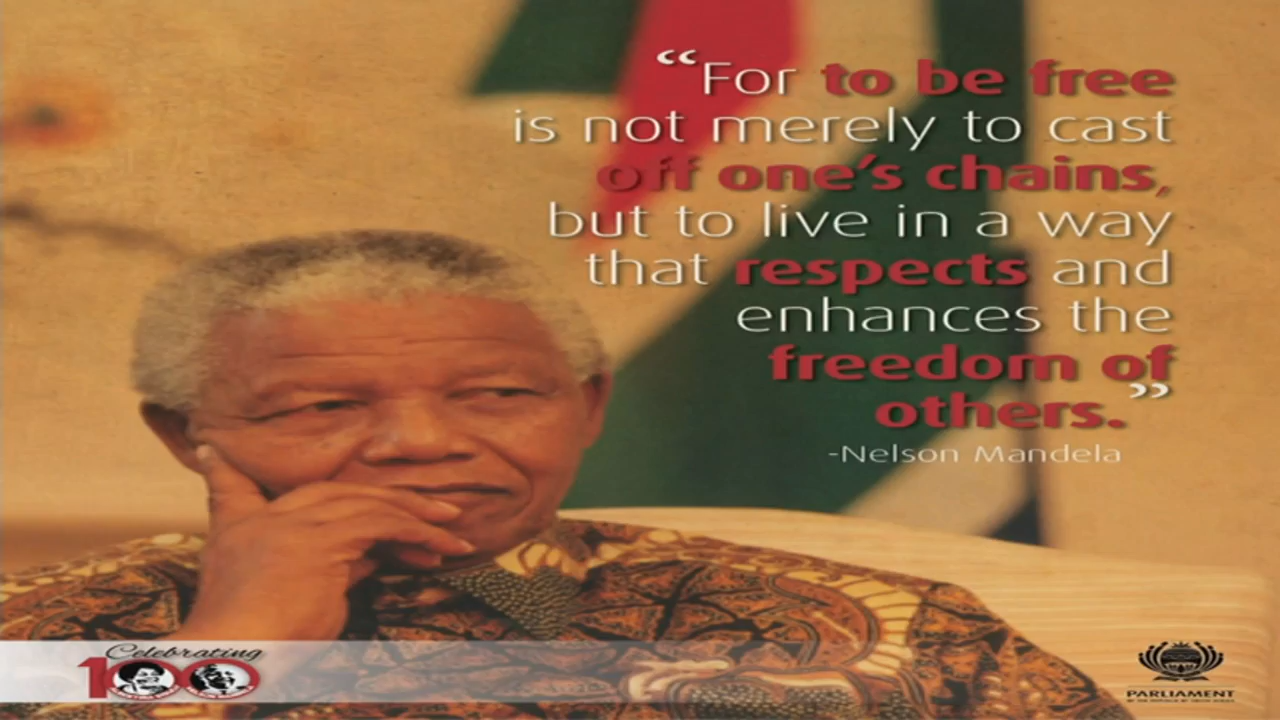 “For to be free
is not merely to cast
off one’s chains,
but to live in a way
that respects and
enhances the
freedom of
others.”
-Nelson Mandela
Celebrating
100
PARLIAMENT